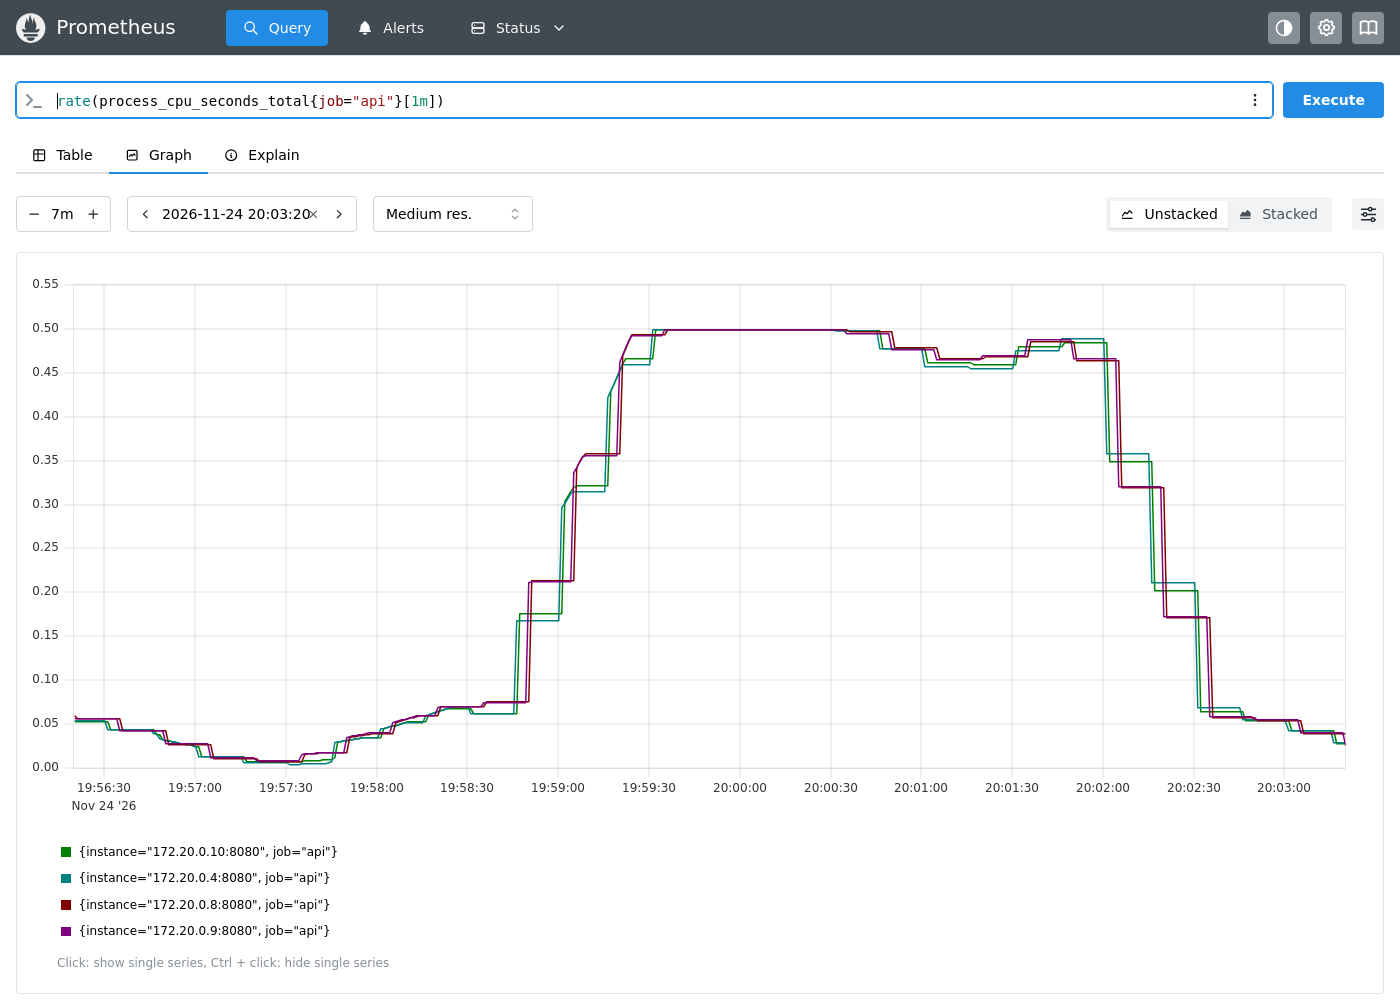 Prometheus
Query
Alerts
Status
rate(process_cpu_seconds_total{job="api"}[1m])
Execute
Table
Graph
Explain
7m
2026-11-24 20:03:20
Medium res.
Unstacked
Stacked
0.55
0.50
0.45
0.40
0.35
0.30
0.25
0.20
0.15
0.10
0.05
0.00
19:56:30 19:57:00 19:57:30 19:58:00 19:58:30 19:59:00 19:59:30 20:00:00 20:00:30 20:01:00 20:01:30 20:02:00 20:02:30 20:03:00
Nov 24 '26
{instance="172.20.0.10:8080", job="api"}
{instance="172.20.0.4:8080", job="api"}
{instance="172.20.0.8:8080", job="api"}
{instance="172.20.0.9:8080", job="api"}
Click: show single series, Ctrl + click: hide single series